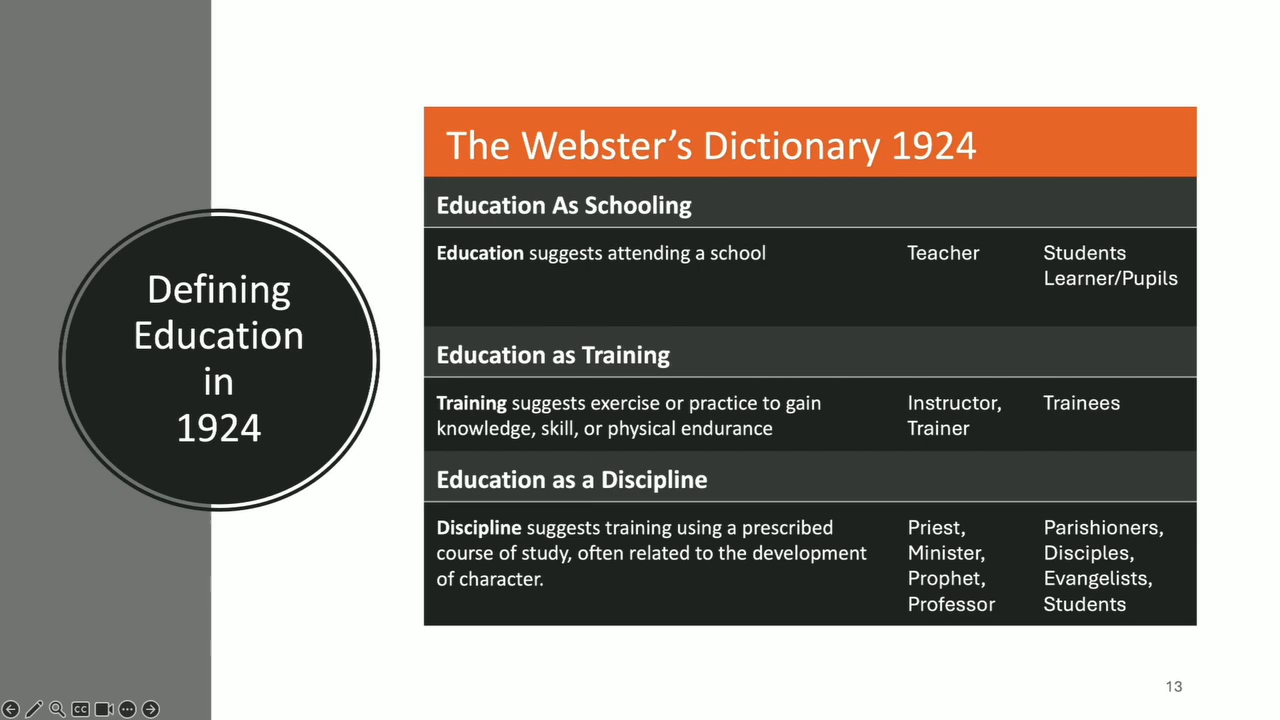 Defining
Education
in
1924
The Webster's Dictionary 1924
Education As Schooling
Education suggests attending a school
Teacher
Students
Learner/Pupils
Education as Training
Training suggests exercise or practice to gain
knowledge, skill, or physical endurance
Instructor,
Trainer
Trainees
Education as a Discipline
Discipline suggests training using a prescribed
course of study, often related to the development
of character.
Priest,
Minister,
Prophet,
Professor
Parishioners,
Disciples,
Evangelists,
Students
13
CC